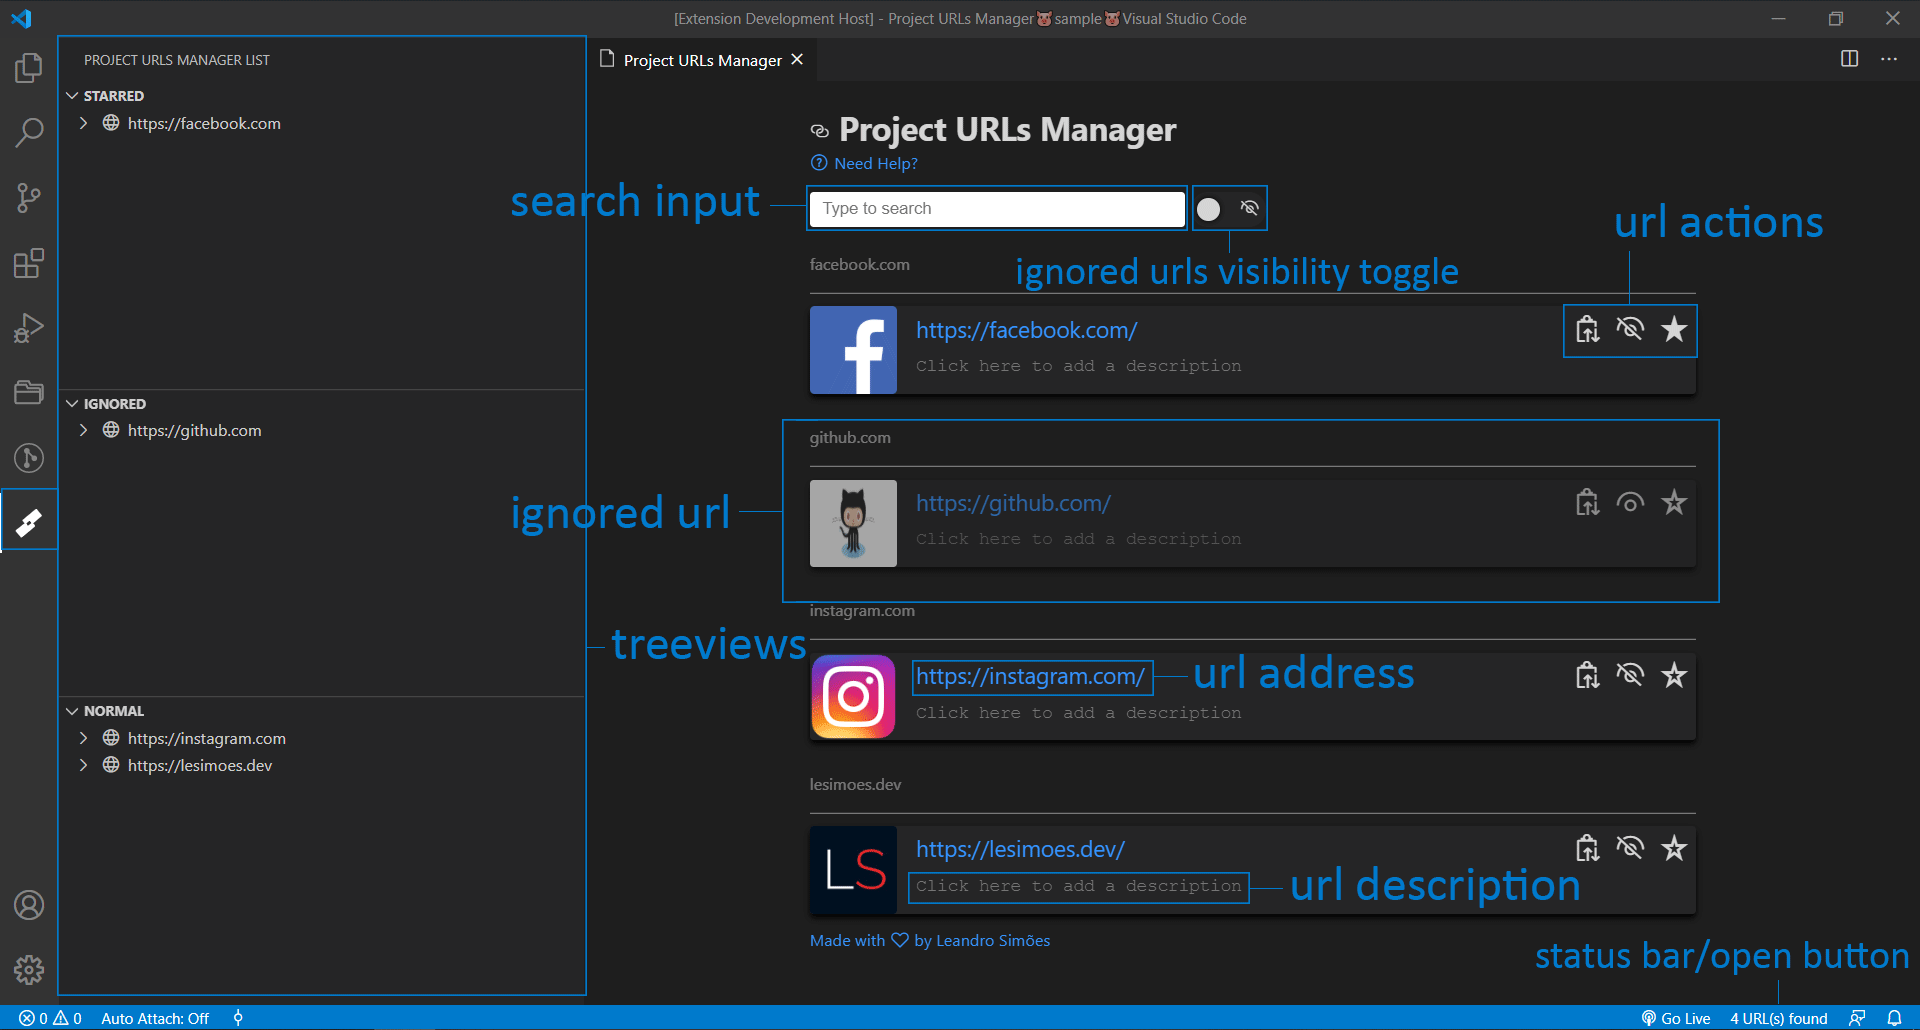 [Extension Development Host] - Project URLs Manager sample Visual Studio Code
PROJECT URLS MANAGER LIST
STARRED
https://facebook.com
IGNORED
https://github.com
NORMAL
https://instagram.com
https://lesimoes.dev
treeviews
Project URLs Manager
Project URLs Manager
Need Help?
search input
Type to search
ignored urls visibility toggle
url actions
facebook.com
https://facebook.com/
Click here to add a description
github.com
ignored url
https://github.com/
Click here to add a description
instagram.com
https://instagram.com/
url address
Click here to add a description
lesimoes.dev
LS
https://lesimoes.dev/
Click here to add a description
url description
Made with by Leandro Simões
status bar/open button
0 0 Auto Attach: Off Go Live 4 URL(s) found